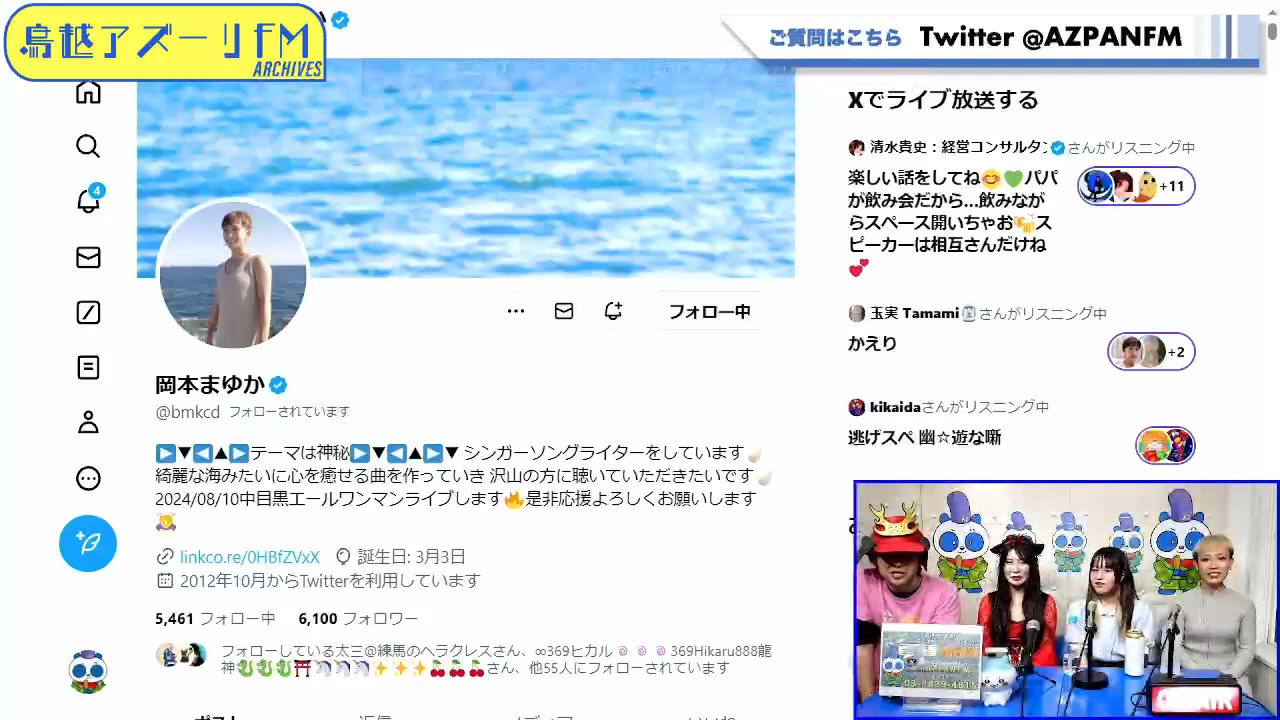 鳥越アズーリFM
ARCHIVES
か
ご質問はこちら Twitter @AZPANFM
Xでライブ放送する
清水貴史：経営コンサルタン さんがリスニング中
楽しい話をしてね😊💚パパ
が飲み会だから...飲みなが
らスペース開いちゃお🍻ス
ピーカーは相互さんだけね
💕
+11
玉実 Tamami さんがリスニング中
かえり
+2
kikaidaさんがリスニング中
逃げスペ 幽☆遊な噺
4
フォロー中
岡本まゆか
@bmkcd フォローされています
▶▼◀▲▶テーマは神秘▶▼◀▲▶▼ シンガーソングライターをしています
綺麗な海みたいに心を癒せる曲を作っていき 沢山の方に聴いていただきたいです
2024/08/10中目黒エールワンマンライブします🔥是非応援よろしくお願いします
🙇‍♀️
linkco.re/0HBfZVxX 誕生日: 3月3日
2012年10月からTwitterを利用しています
5,461 フォロー中 6,100 フォロワー
フォローしている太三@練馬のヘラクレスさん、∞369ヒカル🍥🍥🍥369Hikaru888龍
神🐉🐉🐉⛩🐬🐬🐬✨✨✨🍒🍒🍒さん、他55人にフォローされています